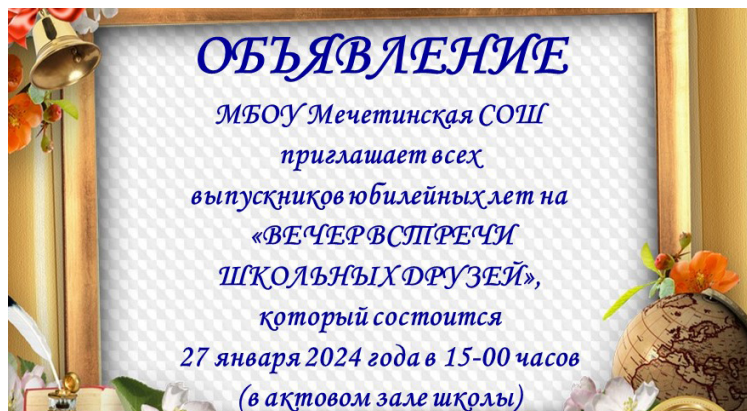 ОБЪЯВЛЕНИЕ
МБОУ Мечетинская СОШ
приглашает всех
выпускников юбилейных лет на
«ВЕЧЕР ВСТРЕЧИ
ШКОЛЬНЫХ ДРУЗЕЙ»,
который состоится
27 января 2024 года в 15-00 часов
(в актовом зале школы)